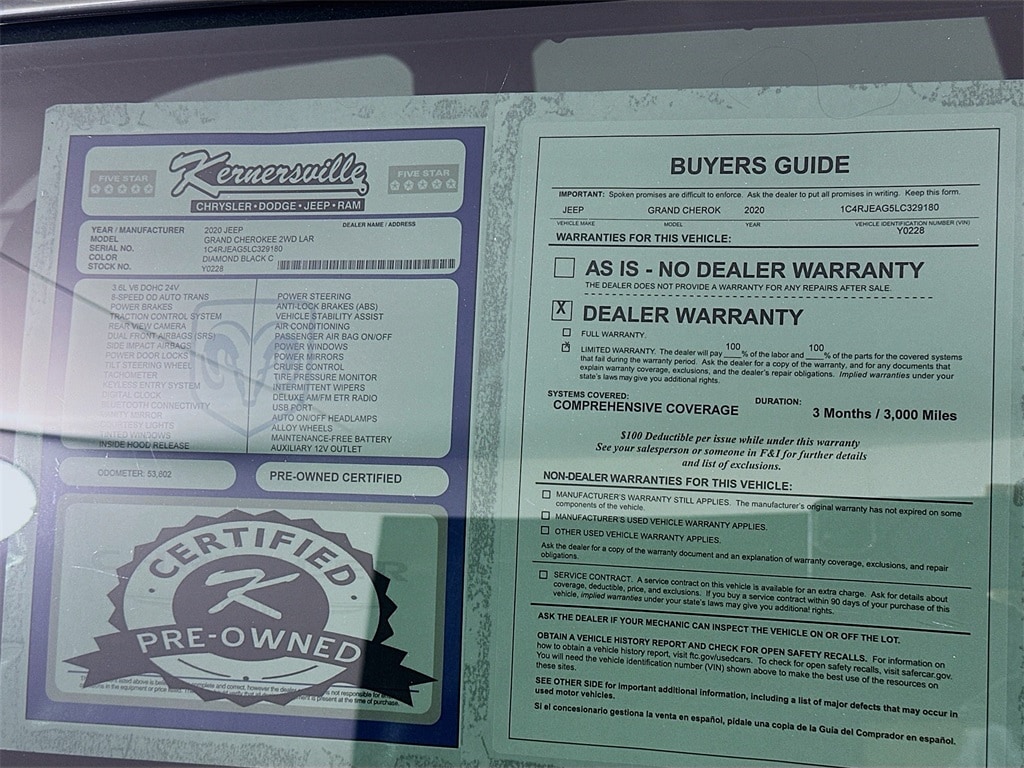 FIVE STAR
Kernersville
FIVE STAR
CHRYSLER • DODGE • JEEP • RAM
DEALER NAME / ADDRESS
YEAR / MANUFACTURER 2020 JEEP
MODEL GRAND CHEROKEE 2WD LAR
SERIAL NO. 1C4RJEAG5LC329180
COLOR DIAMOND BLACK C
STOCK NO. Y0228
3.6L V6 DOHC 24V
8-SPEED OD AUTO TRANS
POWER BRAKES
TRACTION CONTROL SYSTEM
REAR VIEW CAMERA
DUAL FRONT AIRBAGS (SRS)
SIDE IMPACT AIRBAGS
POWER DOOR LOCKS
TILT STEERING WHEEL
TACHOMETER
KEYLESS ENTRY SYSTEM
DIGITAL CLOCK
BLUETOOTH CONNECTIVITY
VANITY MIRROR
COURTESY LIGHTS
TINTED WINDOWS
INSIDE HOOD RELEASE
POWER STEERING
ANTI-LOCK BRAKES (ABS)
VEHICLE STABILITY ASSIST
AIR CONDITIONING
PASSENGER AIR BAG ON/OFF
POWER WINDOWS
POWER MIRRORS
CRUISE CONTROL
TIRE PRESSURE MONITOR
INTERMITTENT WIPERS
DELUXE AM/FM ETR RADIO
USB PORT
AUTO ON/OFF HEADLAMPS
ALLOY WHEELS
MAINTENANCE-FREE BATTERY
AUXILIARY 12V OUTLET
ODOMETER: 53,602
PRE-OWNED CERTIFIED
CERTIFIED
K
PRE-OWNED
BUYERS GUIDE
IMPORTANT: Spoken promises are difficult to enforce. Ask the dealer to put all promises in writing. Keep this form.
JEEP GRAND CHEROK 2020 1C4RJEAG5LC329180
VEHICLE MAKE MODEL YEAR VEHICLE IDENTIFICATION NUMBER (VIN)
Y0228
WARRANTIES FOR THIS VEHICLE:
AS IS - NO DEALER WARRANTY
THE DEALER DOES NOT PROVIDE A WARRANTY FOR ANY REPAIRS AFTER SALE.
X DEALER WARRANTY
FULL WARRANTY.
X LIMITED WARRANTY. The dealer will pay 100 % of the labor and 100 % of the parts for the covered systems
that fail during the warranty period. Ask the dealer for a copy of the warranty, and for any documents that
explain warranty coverage, exclusions, and the dealer's repair obligations. Implied warranties under your
state's laws may give you additional rights.
SYSTEMS COVERED: DURATION:
COMPREHENSIVE COVERAGE 3 Months / 3,000 Miles
$100 Deductible per issue while under this warranty
See your salesperson or someone in F&I for further details
and list of exclusions.
NON-DEALER WARRANTIES FOR THIS VEHICLE:
MANUFACTURER'S WARRANTY STILL APPLIES. The manufacturer's original warranty has not expired on some
components of the vehicle.
MANUFACTURER'S USED VEHICLE WARRANTY APPLIES.
OTHER USED VEHICLE WARRANTY APPLIES.
Ask the dealer for a copy of the warranty document and an explanation of warranty coverage, exclusions, and repair
obligations.
SERVICE CONTRACT. A service contract on this vehicle is available for an extra charge. Ask for details about
coverage, deductible, price, and exclusions. If you buy a service contract within 90 days of your purchase of this
vehicle, implied warranties under your state's laws may give you additional rights.
ASK THE DEALER IF YOUR MECHANIC CAN INSPECT THE VEHICLE ON OR OFF THE LOT.
OBTAIN A VEHICLE HISTORY REPORT AND CHECK FOR OPEN SAFETY RECALLS. For information on
how to obtain a vehicle history report, visit ftc.gov/usedcars. To check for open safety recalls, visit safercar.gov.
You will need the vehicle identification number (VIN) shown above to make the best use of the resources on
these sites.
SEE OTHER SIDE for important additional information, including a list of major defects that may occur in
used motor vehicles.
Si el concesionario gestiona la venta en español, pídale una copia de la Guía del Comprador en español.